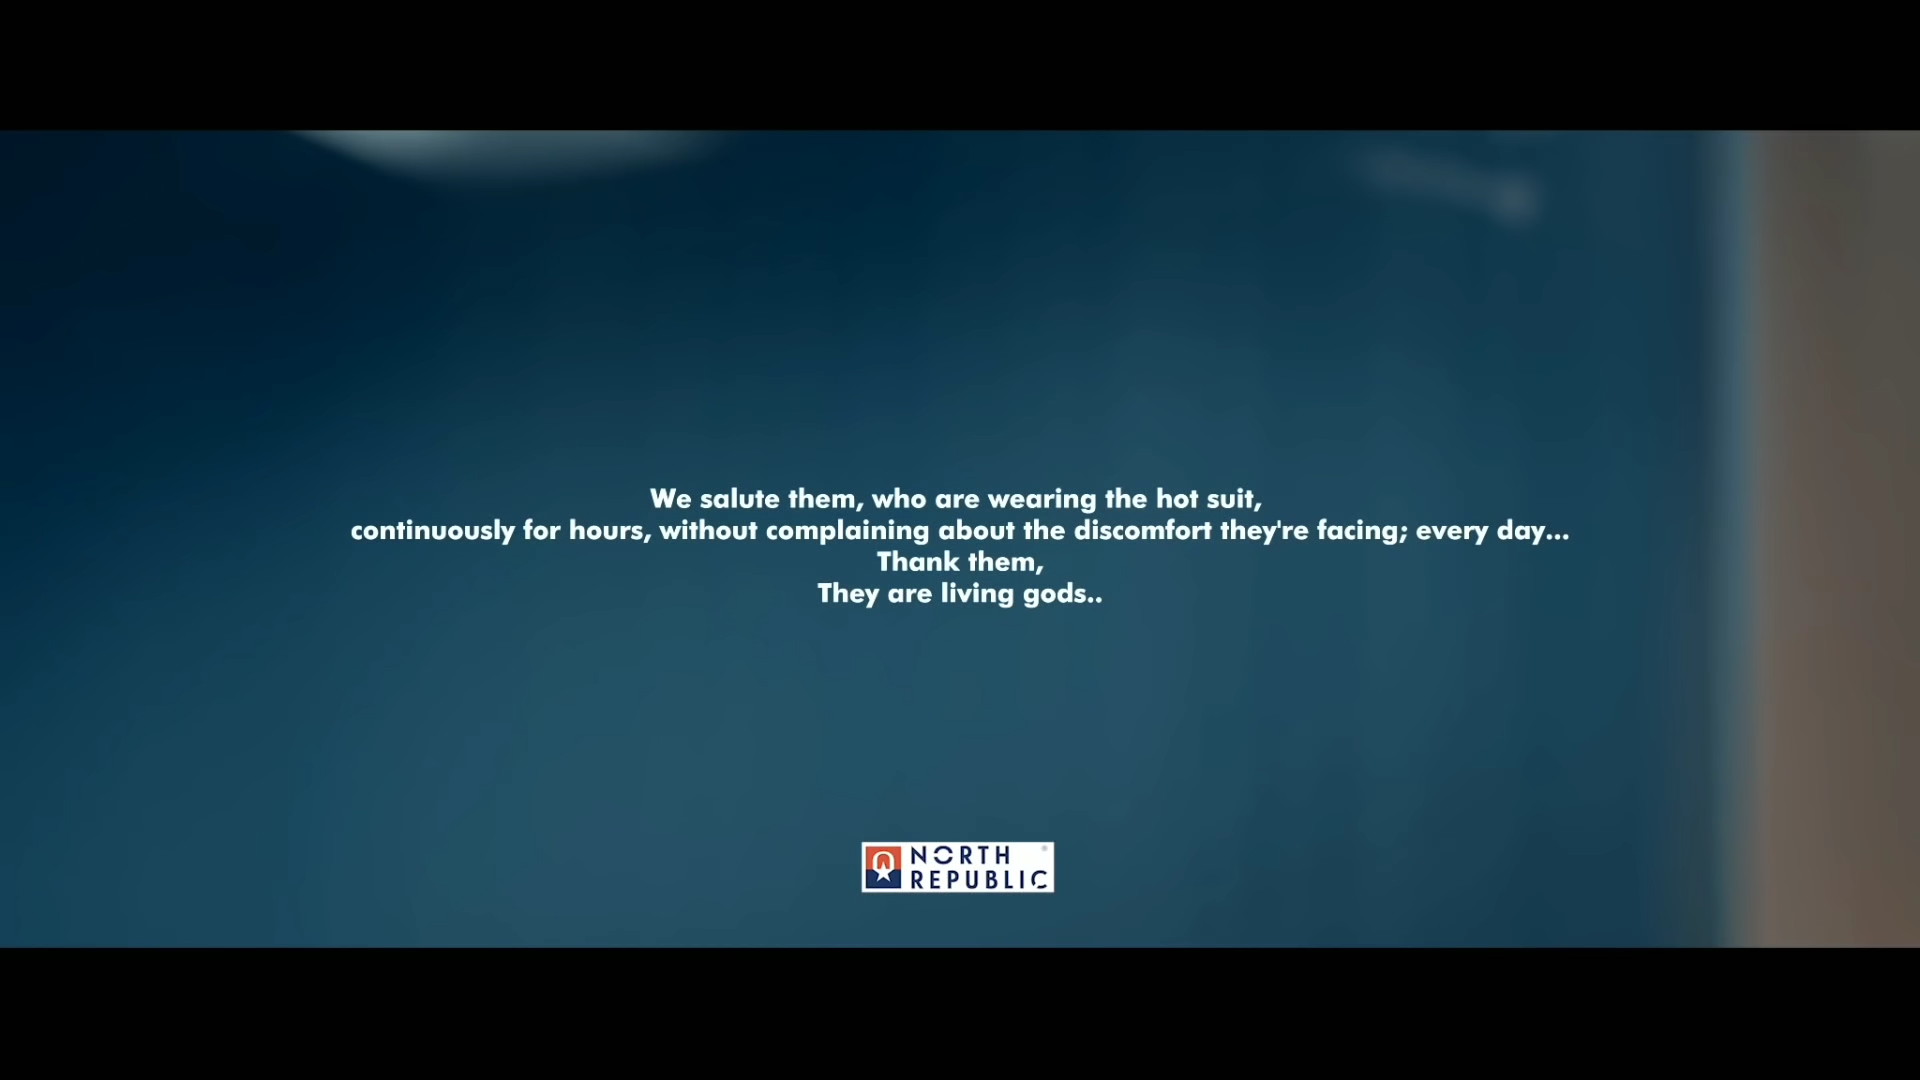 We salute them, who are wearing the hot suit,
continuously for hours, without complaining about the discomfort they're facing; every day...
Thank them,
They are living gods..
NORTH
REPUBLIC